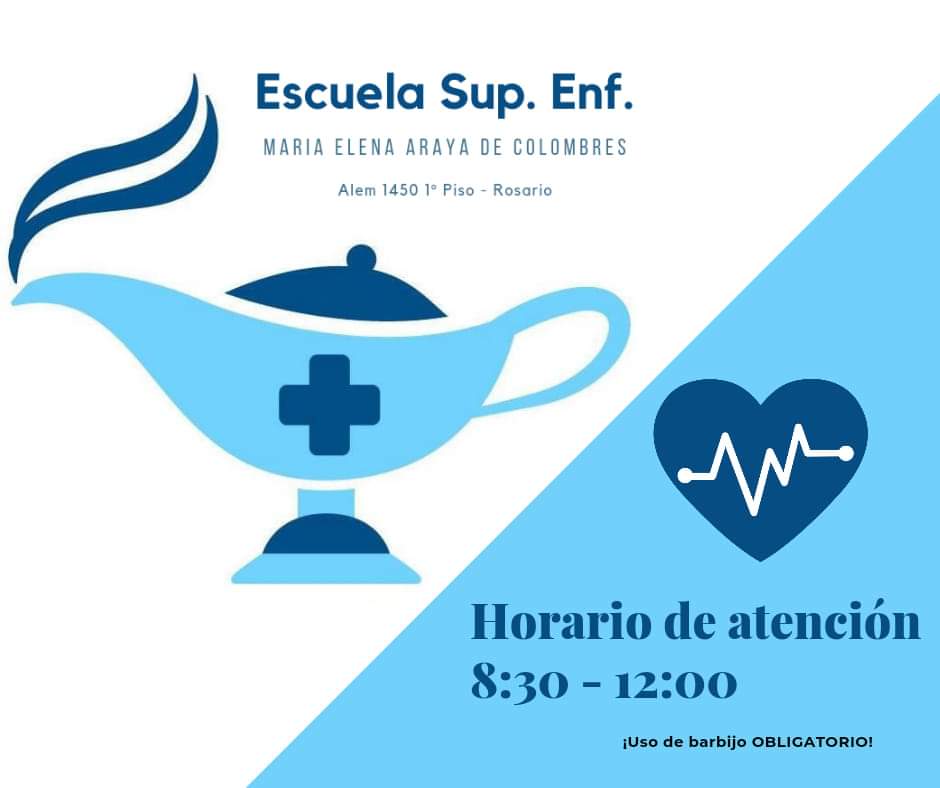 Escuela Sup. Enf.
MARIA ELENA ARAYA DE COLOMBRES
Alem 1450 1° Piso - Rosario
Horario de atención
8:30 - 12:00
¡Uso de barbijo OBLIGATORIO!